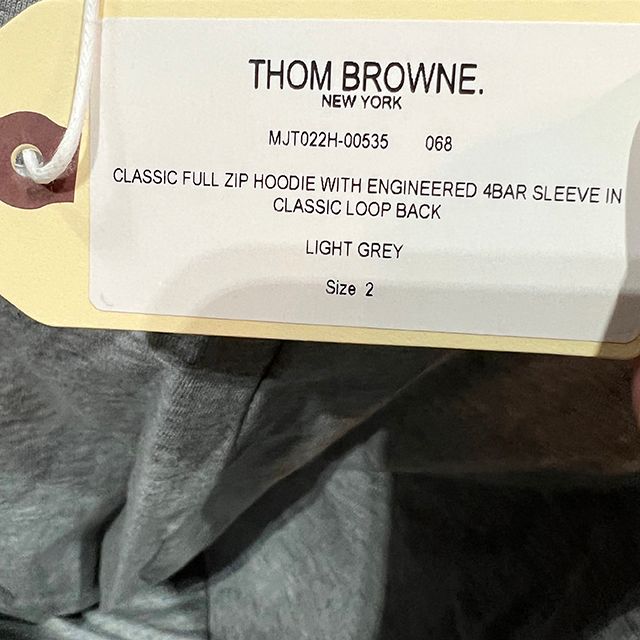 THOM BROWNE.
NEW YORK
MJT022H-00535 068
CLASSIC FULL ZIP HOODIE WITH ENGINEERED 4BAR SLEEVE IN
CLASSIC LOOP BACK
LIGHT GREY
Size 2